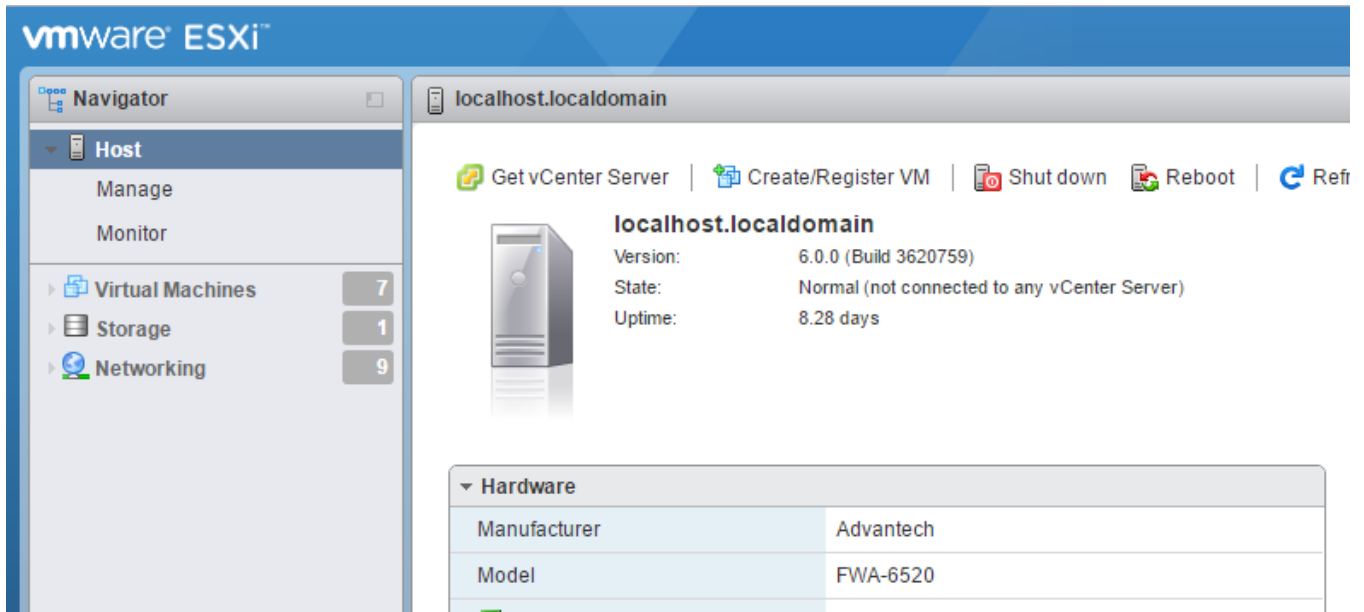 vmware® ESXi™
Navigator
localhost.localdomain
Host
Manage
Monitor
Virtual Machines 7
Storage 1
Networking 9
Get vCenter Server | Create/Register VM | Shut down Reboot | Refr
localhost.localdomain
Version: 6.0.0 (Build 3620759)
State: Normal (not connected to any vCenter Server)
Uptime: 8.28 days
Hardware
Manufacturer Advantech
Model FWA-6520